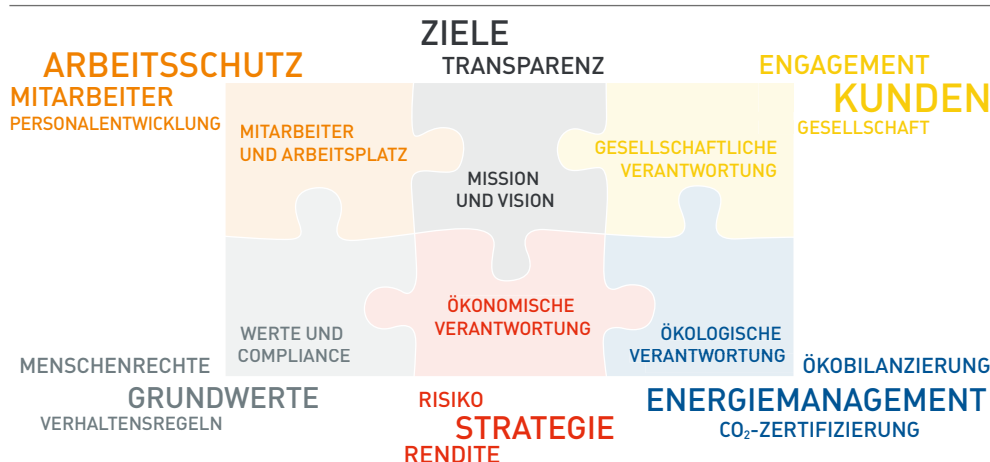 ZIELE
TRANSPARENZ
ARBEITSSCHUTZ
MITARBEITER
PERSONALENTWICKLUNG
ENGAGEMENT
KUNDEN
GESELLSCHAFT
MITARBEITER
UND ARBEITSPLATZ
MISSION
UND VISION
GESELLSCHAFTLICHE
VERANTWORTUNG
WERTE UND
COMPLIANCE
ÖKONOMISCHE
VERANTWORTUNG
ÖKOLOGISCHE
VERANTWORTUNG
MENSCHENRECHTE
GRUNDWERTE
VERHALTENSREGELN
RISIKO
STRATEGIE
RENDITE
ÖKOBILANZIERUNG
ENERGIEMANAGEMENT
CO₂-ZERTIFIZIERUNG